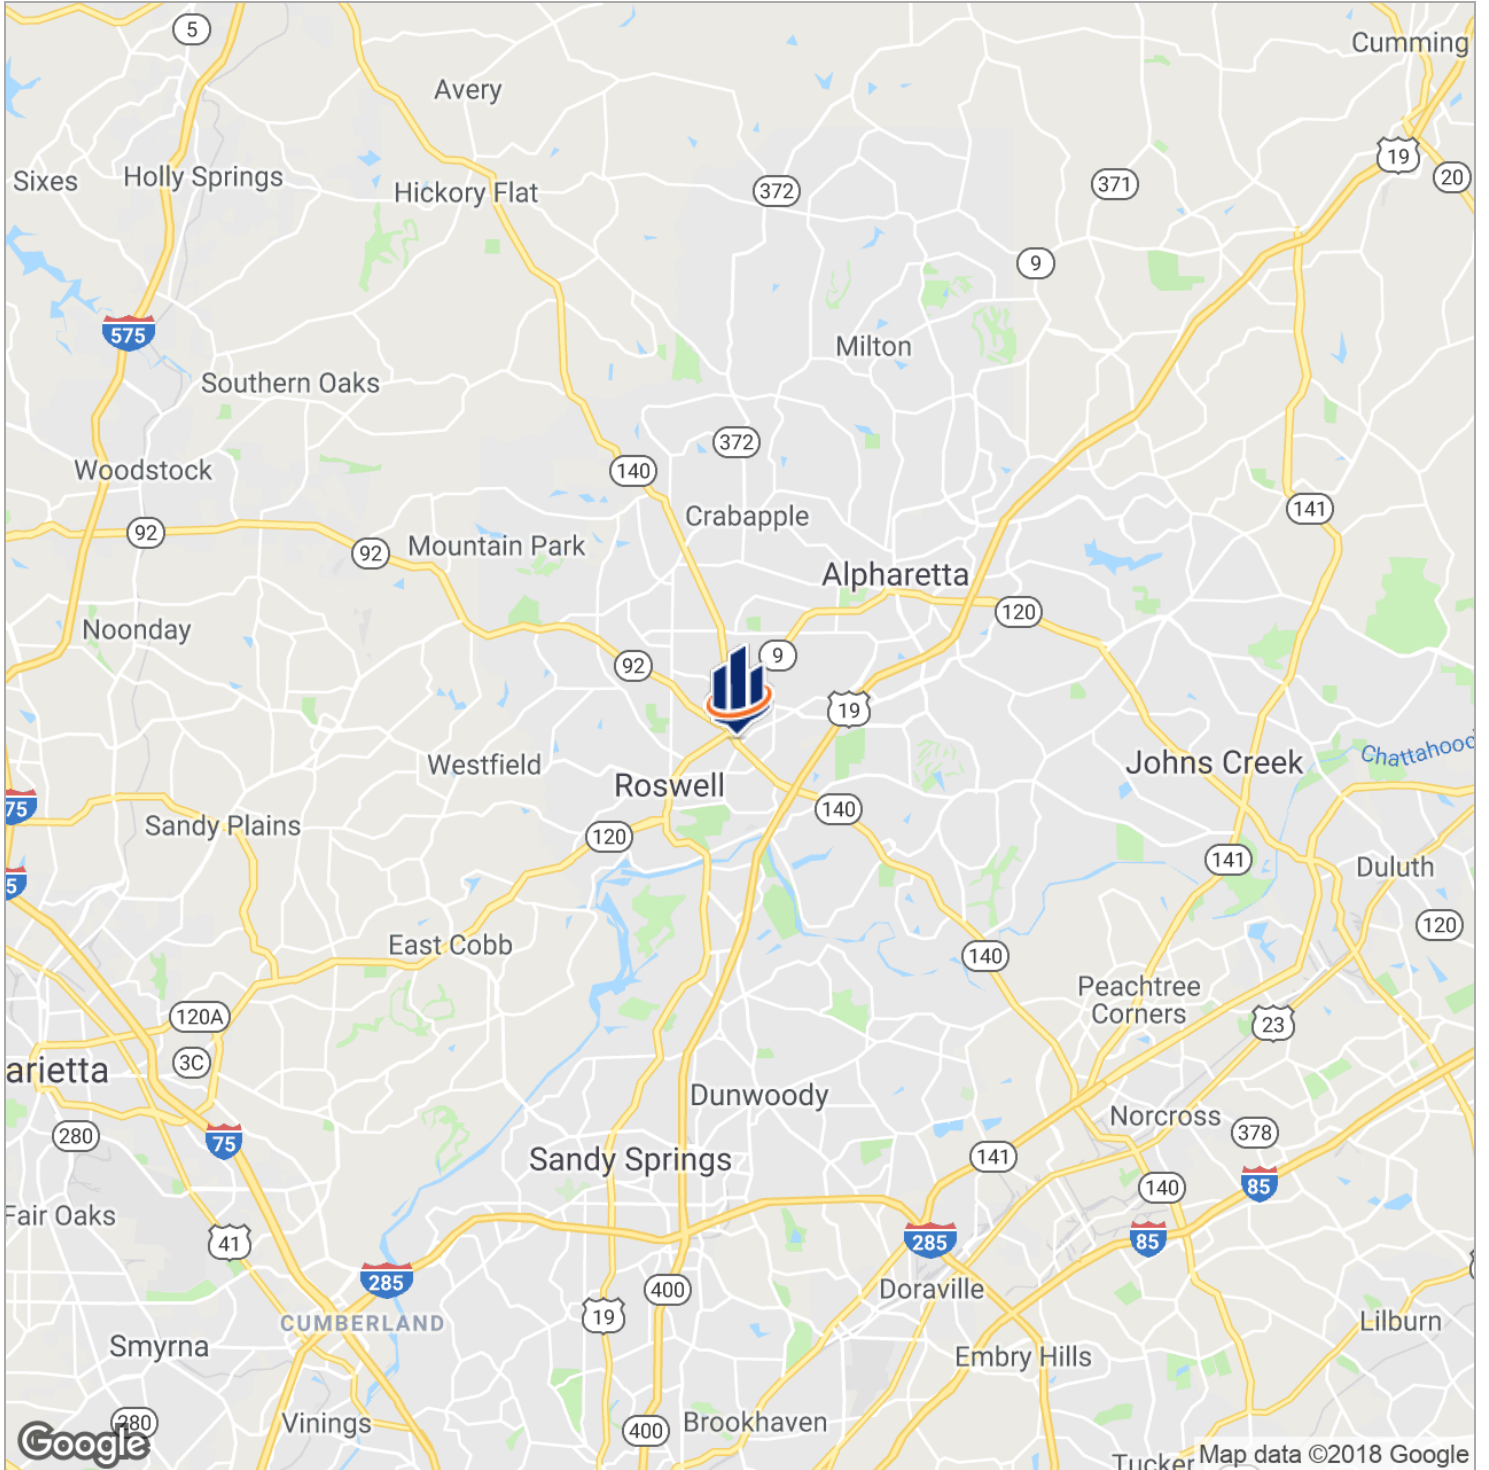 5
Cumming
Avery
19
Sixes
Holly Springs
Hickory Flat
372
371
20
9
575
Milton
Southern Oaks
372
Woodstock
140
141
Crabapple
92
92
Mountain Park
Alpharetta
120
Noonday
92
9
19
Chattahooc
Westfield
Johns Creek
Roswell
75
140
Sandy Plains
120
141
Duluth
5
120
East Cobb
140
Peachtree
Corners
120A
23
3C
arietta
Dunwoody
Norcross
280
75
378
Sandy Springs
141
85
140
Fair Oaks
41
285
85
285
400
Doraville
19
CUMBERLAND
Lilburn
Smyrna
Embry Hills
280
Vinings
Brookhaven
400
Google
Tucker
Map data ©2018 Google